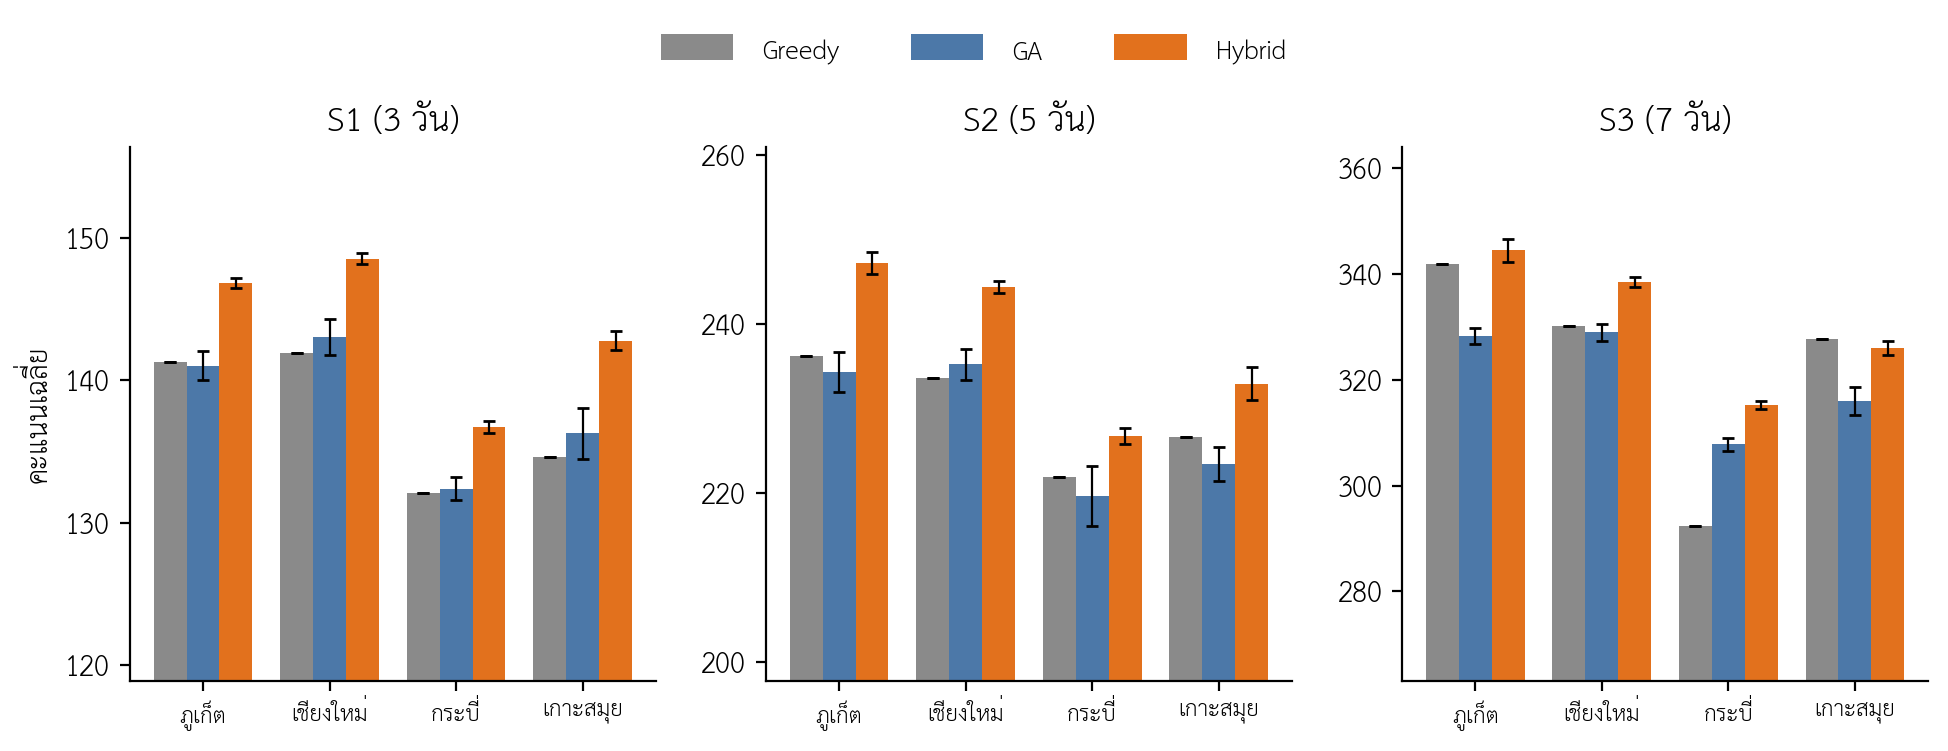 Greedy GA Hybrid
S1 (3 วัน)
คะแนนเฉลี่ย
150
140
130
120
ภูเก็ต เชียงใหม่ กระบี่ เกาะสมุย
S2 (5 วัน)
260
240
220
200
ภูเก็ต เชียงใหม่ กระบี่ เกาะสมุย
S3 (7 วัน)
360
340
320
300
280
ภูเก็ต เชียงใหม่ กระบี่ เกาะสมุย